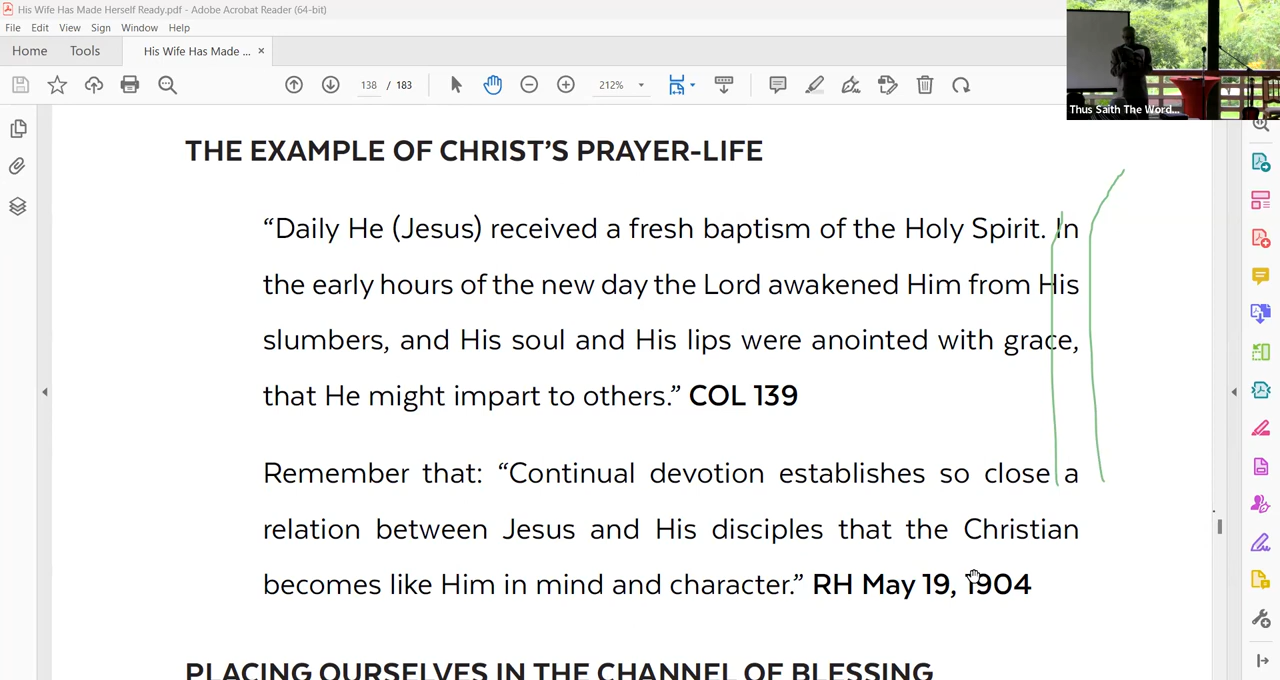 His Wife Has Made Herself Ready.pdf - Adobe Acrobat Reader (64-bit)
File Edit View Sign Window Help
Home Tools His Wife Has Made ... ×
138 / 183 212%
Thus Saith The Word...
THE EXAMPLE OF CHRIST’S PRAYER-LIFE
“Daily He (Jesus) received a fresh baptism of the Holy Spirit. In
the early hours of the new day the Lord awakened Him from His
slumbers, and His soul and His lips were anointed with grace,
that He might impart to others.” COL 139
Remember that: “Continual devotion establishes so close a
relation between Jesus and His disciples that the Christian
becomes like Him in mind and character.” RH May 19, 1904
PLACING OURSELVES IN THE CHANNEL OF BLESSING